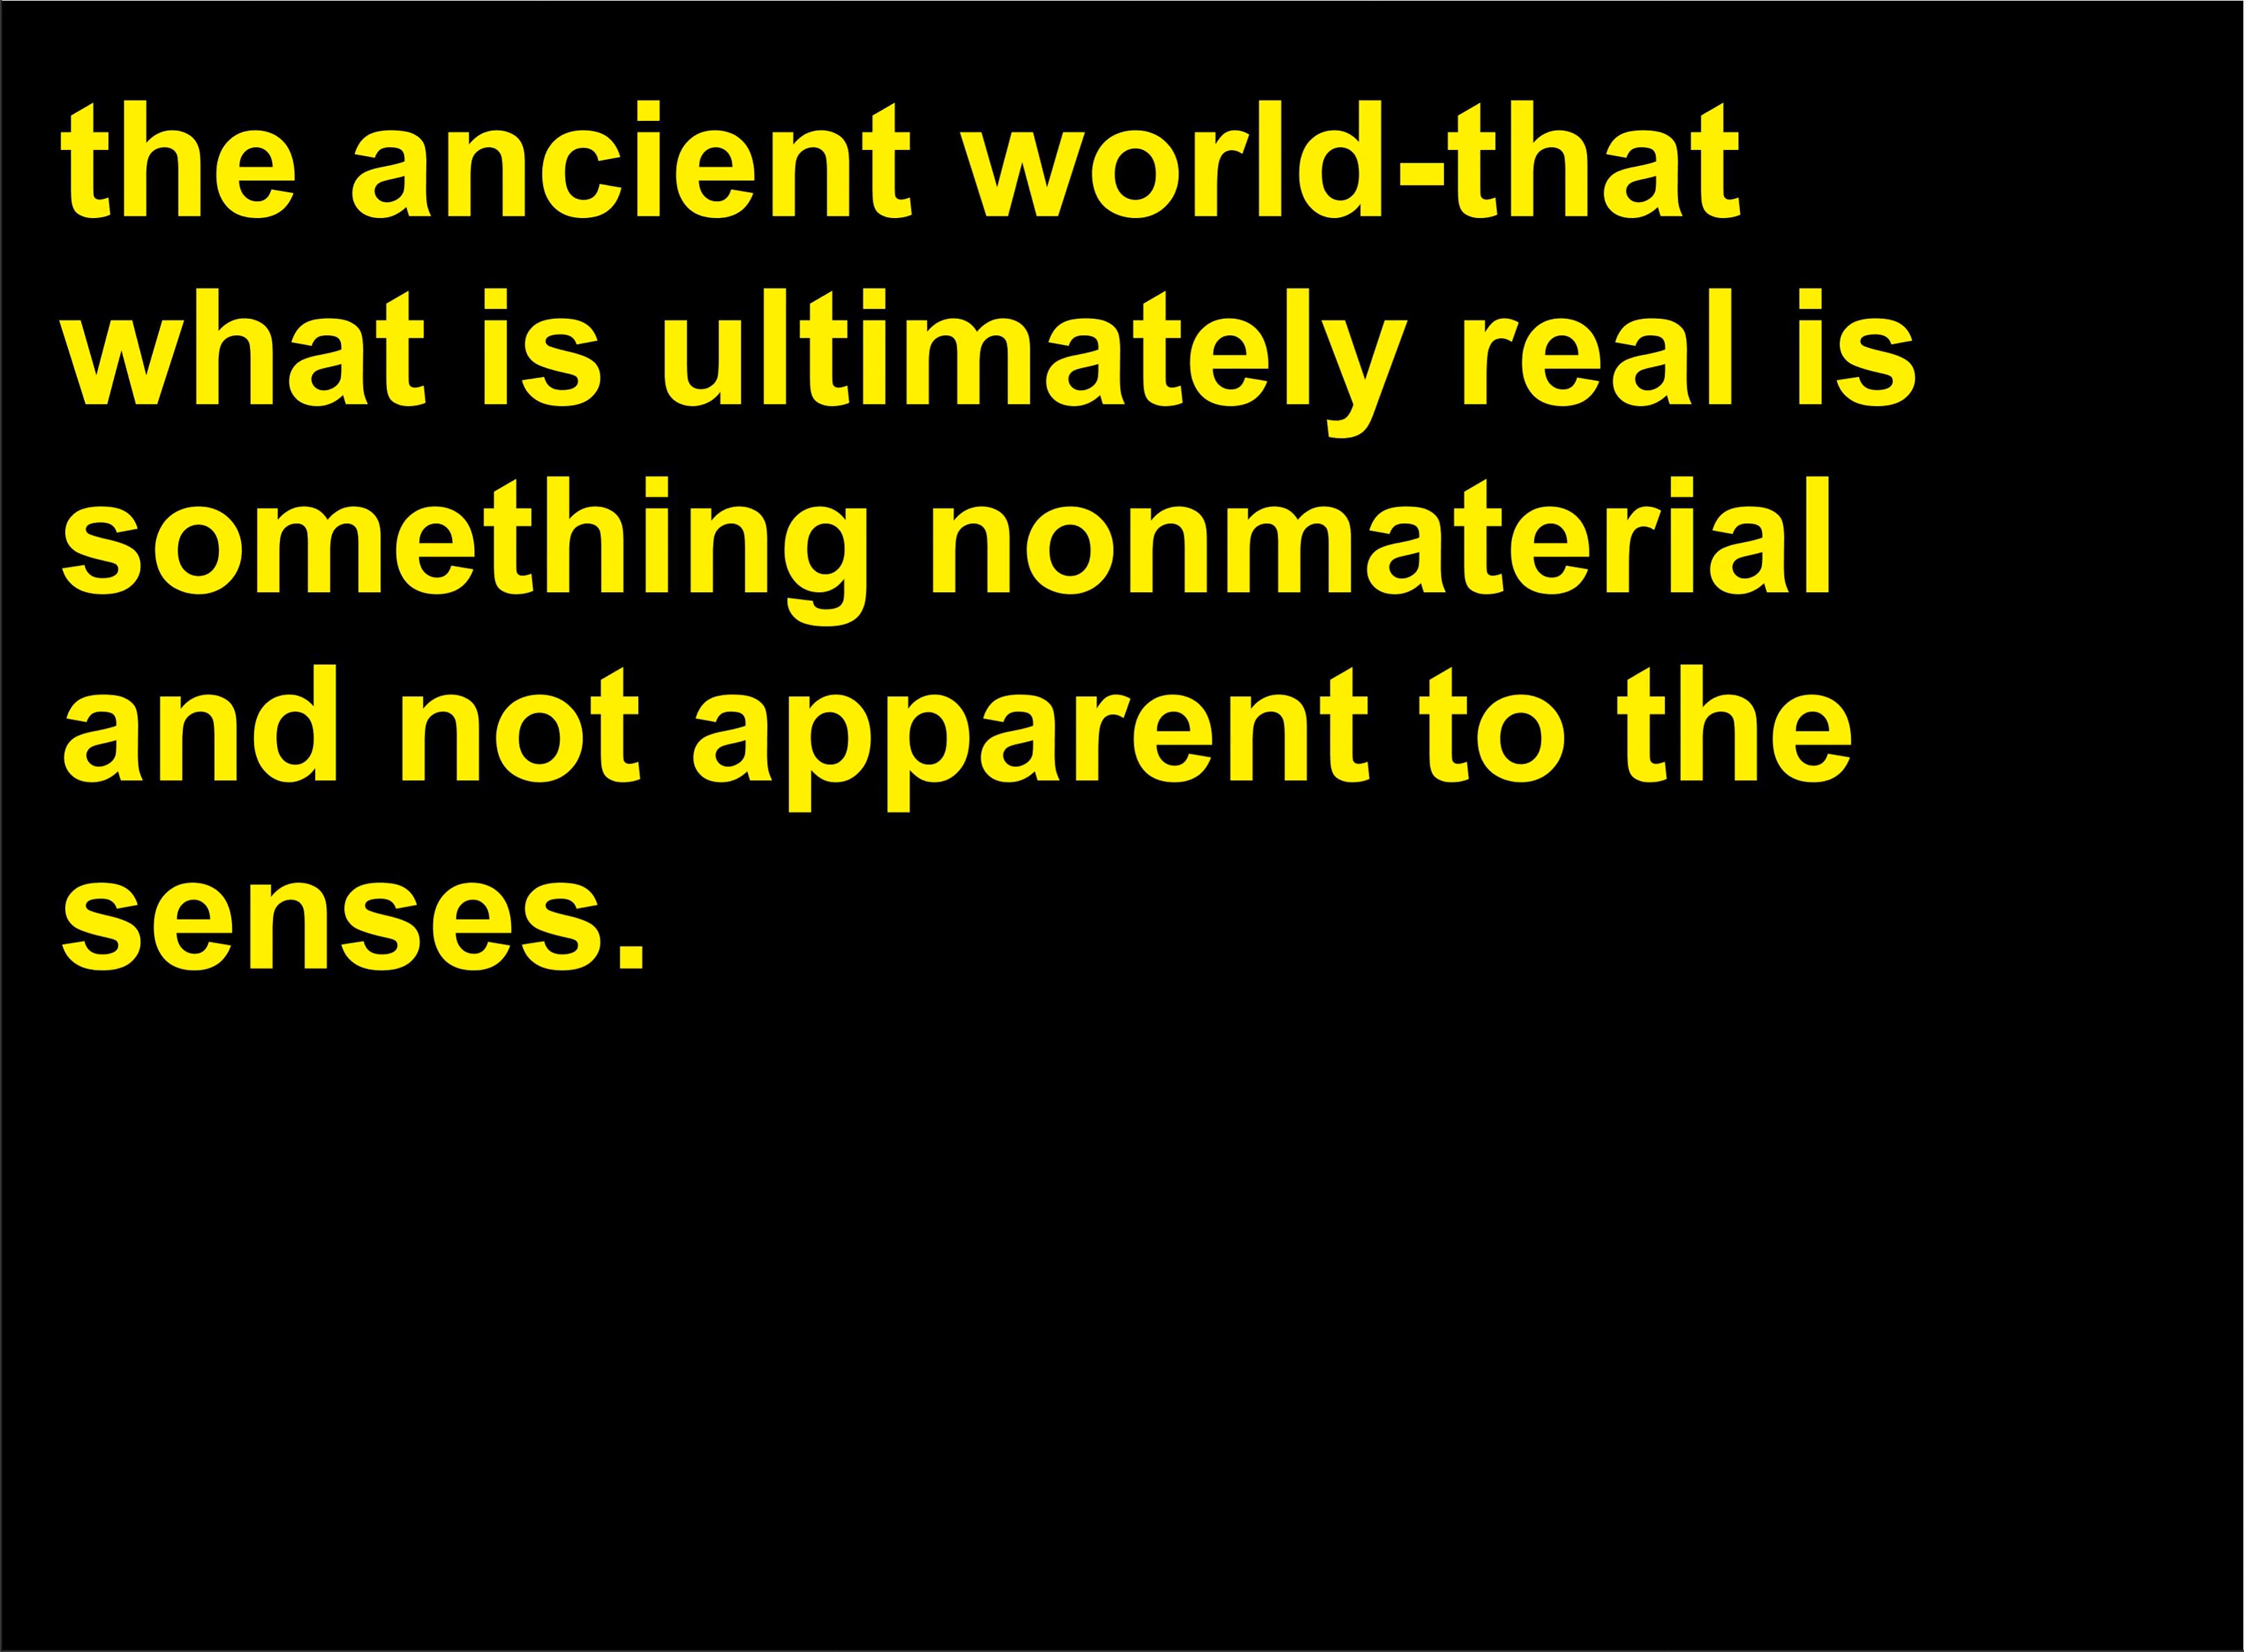 the ancient world-that
what is ultimately real is
something nonmaterial
and not apparent to the
senses.